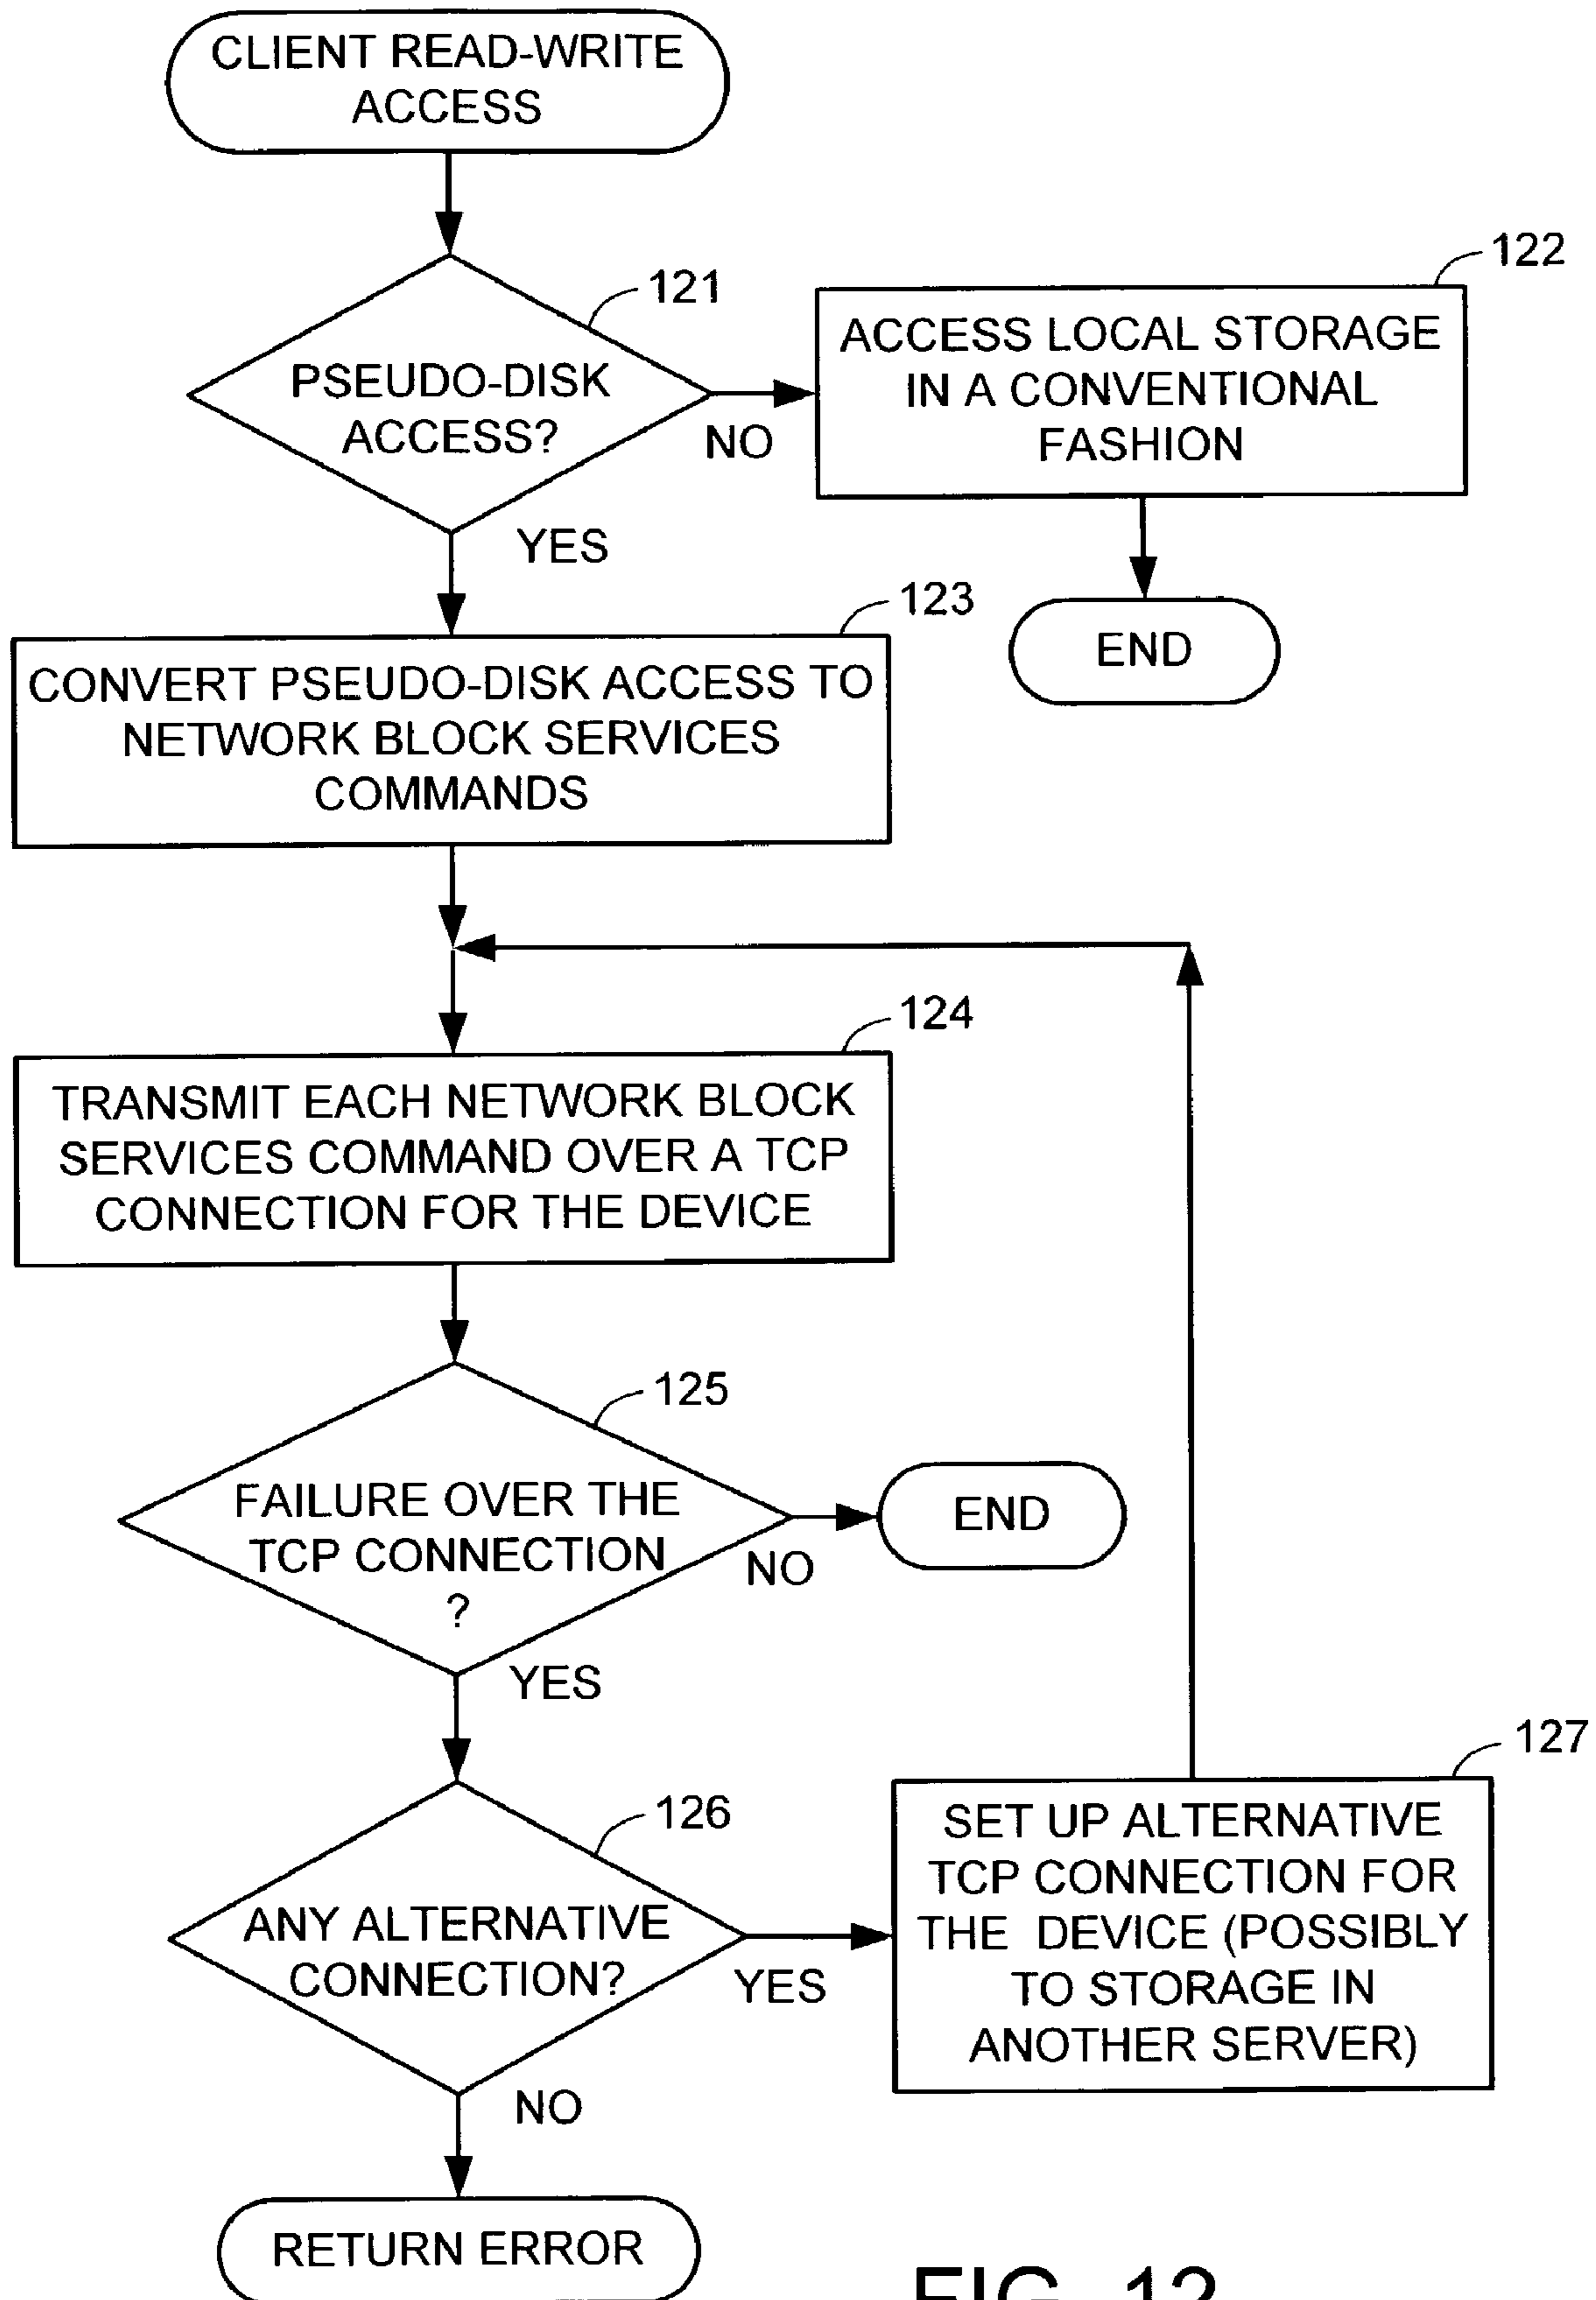 CLIENT READ-WRITE
ACCESS
121
PSEUDO-DISK
ACCESS?
NO
YES
122
ACCESS LOCAL STORAGE
IN A CONVENTIONAL
FASHION
END
123
CONVERT PSEUDO-DISK ACCESS TO
NETWORK BLOCK SERVICES
COMMANDS
124
TRANSMIT EACH NETWORK BLOCK
SERVICES COMMAND OVER A TCP
CONNECTION FOR THE DEVICE
125
FAILURE OVER THE
TCP CONNECTION
?
NO
END
YES
126
ANY ALTERNATIVE
CONNECTION?
YES
127
SET UP ALTERNATIVE
TCP CONNECTION FOR
THE DEVICE (POSSIBLY
TO STORAGE IN
ANOTHER SERVER)
NO
RETURN ERROR
FIG. 12